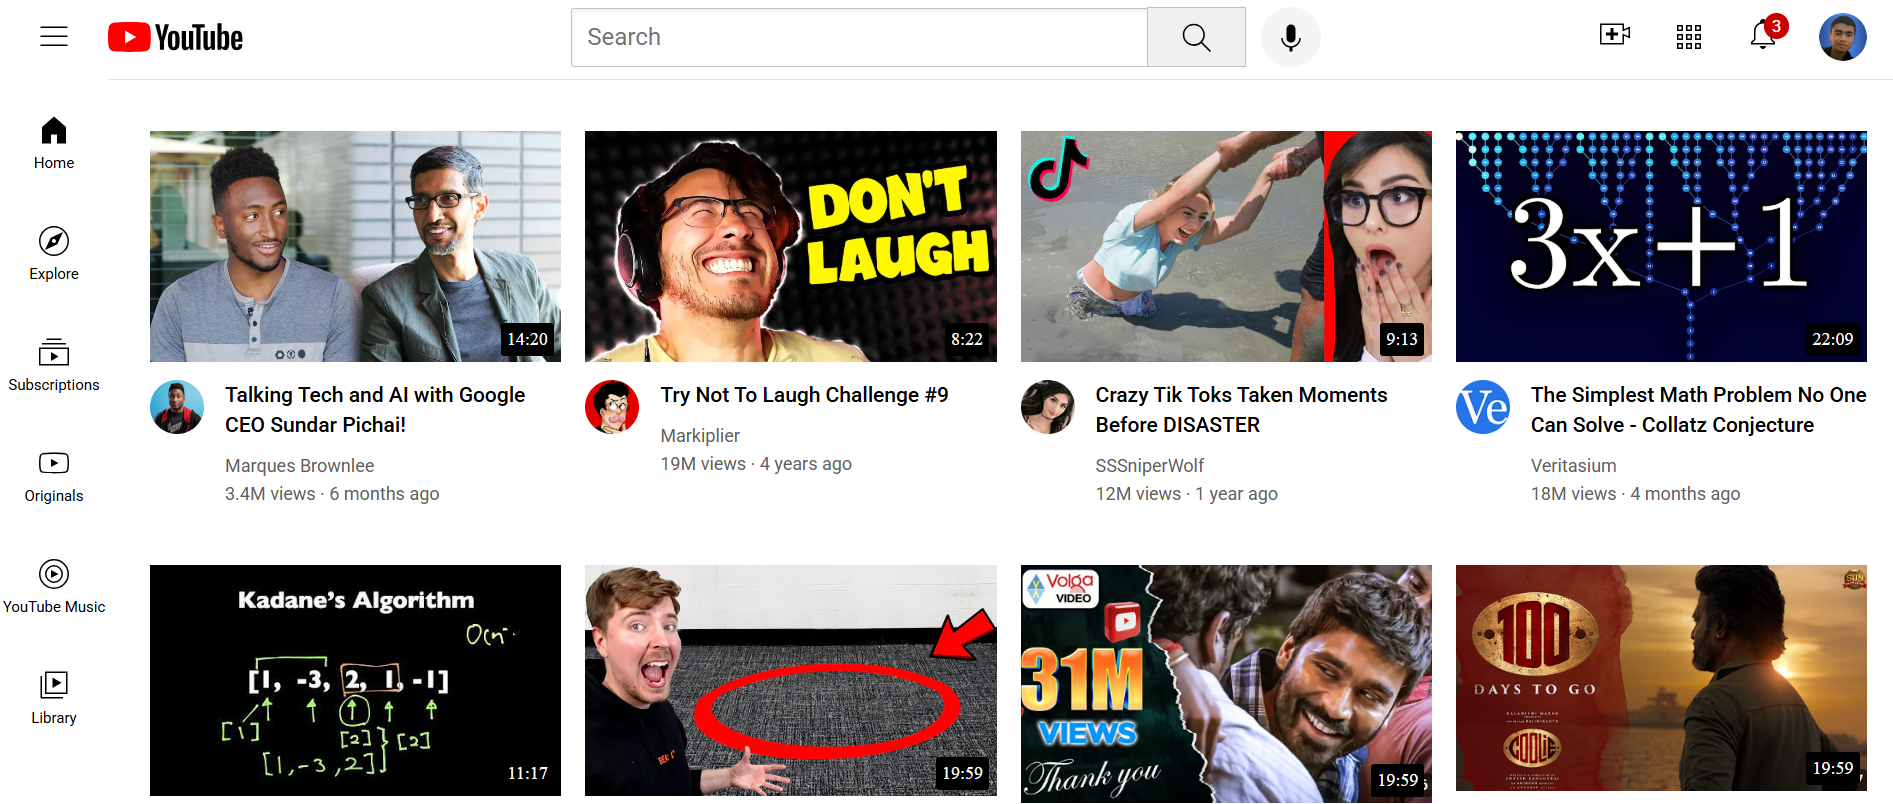 YouTube
Search
3
Home
Explore
Subscriptions
Originals
YouTube Music
Library
14:20
Talking Tech and AI with Google
CEO Sundar Pichai!
Marques Brownlee
3.4M views · 6 months ago
DON'T
LAUGH
8:22
Try Not To Laugh Challenge #9
Markiplier
19M views · 4 years ago
9:13
Crazy Tik Toks Taken Moments
Before DISASTER
SSSniperWolf
12M views · 1 year ago
3x+1
22:09
Ve
The Simplest Math Problem No One
Can Solve - Collatz Conjecture
Veritasium
18M views · 4 months ago
Kadane's Algorithm
[1, -3, 2, 1, -1]
[1]
[2]
[2]
[1,-3,2]
11:17
19:59
Volga
VIDEO
31M
VIEWS
Thank you
19:59
SUN
100
DAYS TO GO
KALANITHI MARAN
COOLIE
19:59